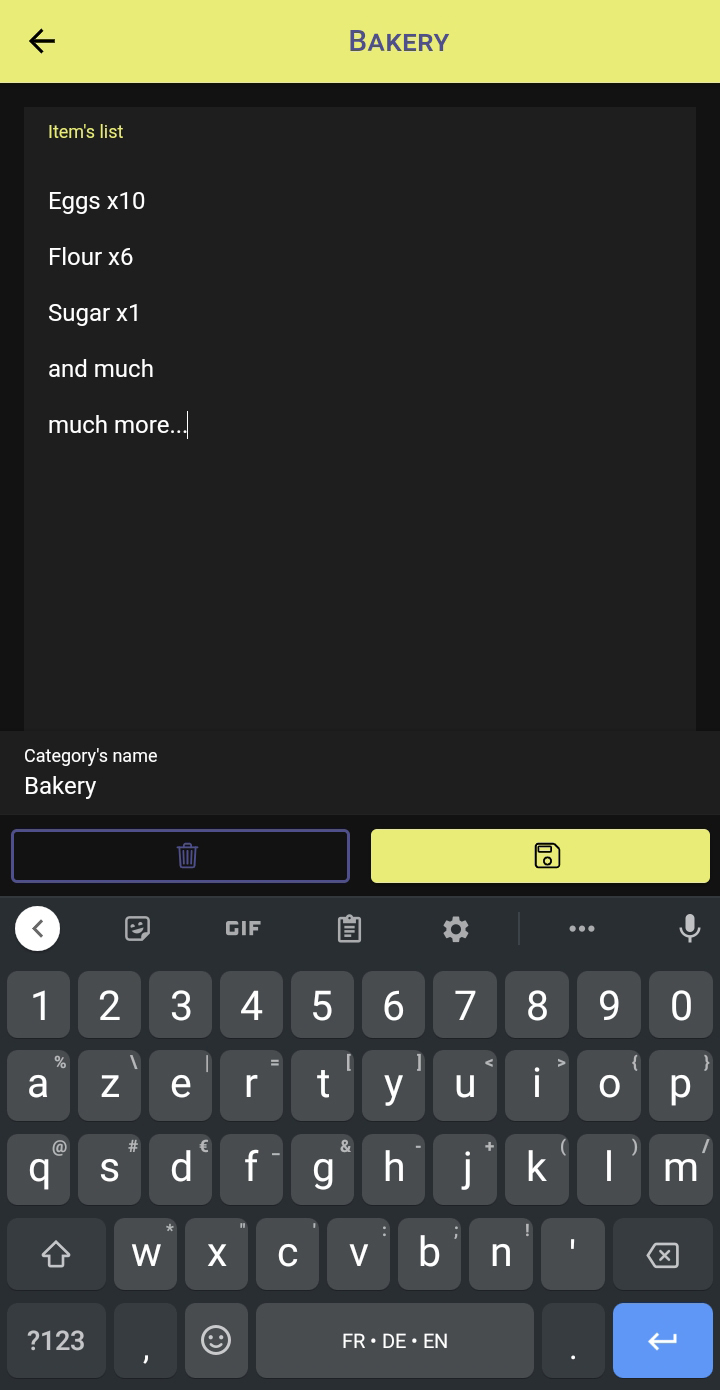 Bakery
Item's list
Eggs x10
Flour x6
Sugar x1
and much
much more...
Category's name
Bakery
GIF
1 2 3 4 5 6 7 8 9 0
% \ | = [ ] < > { }
a z e r t y u i o p
@ # € _ & - + ( ) /
q s d f g h j k l m
* " ' : ; !
w x c v b n '
?123 , FR • DE • EN .